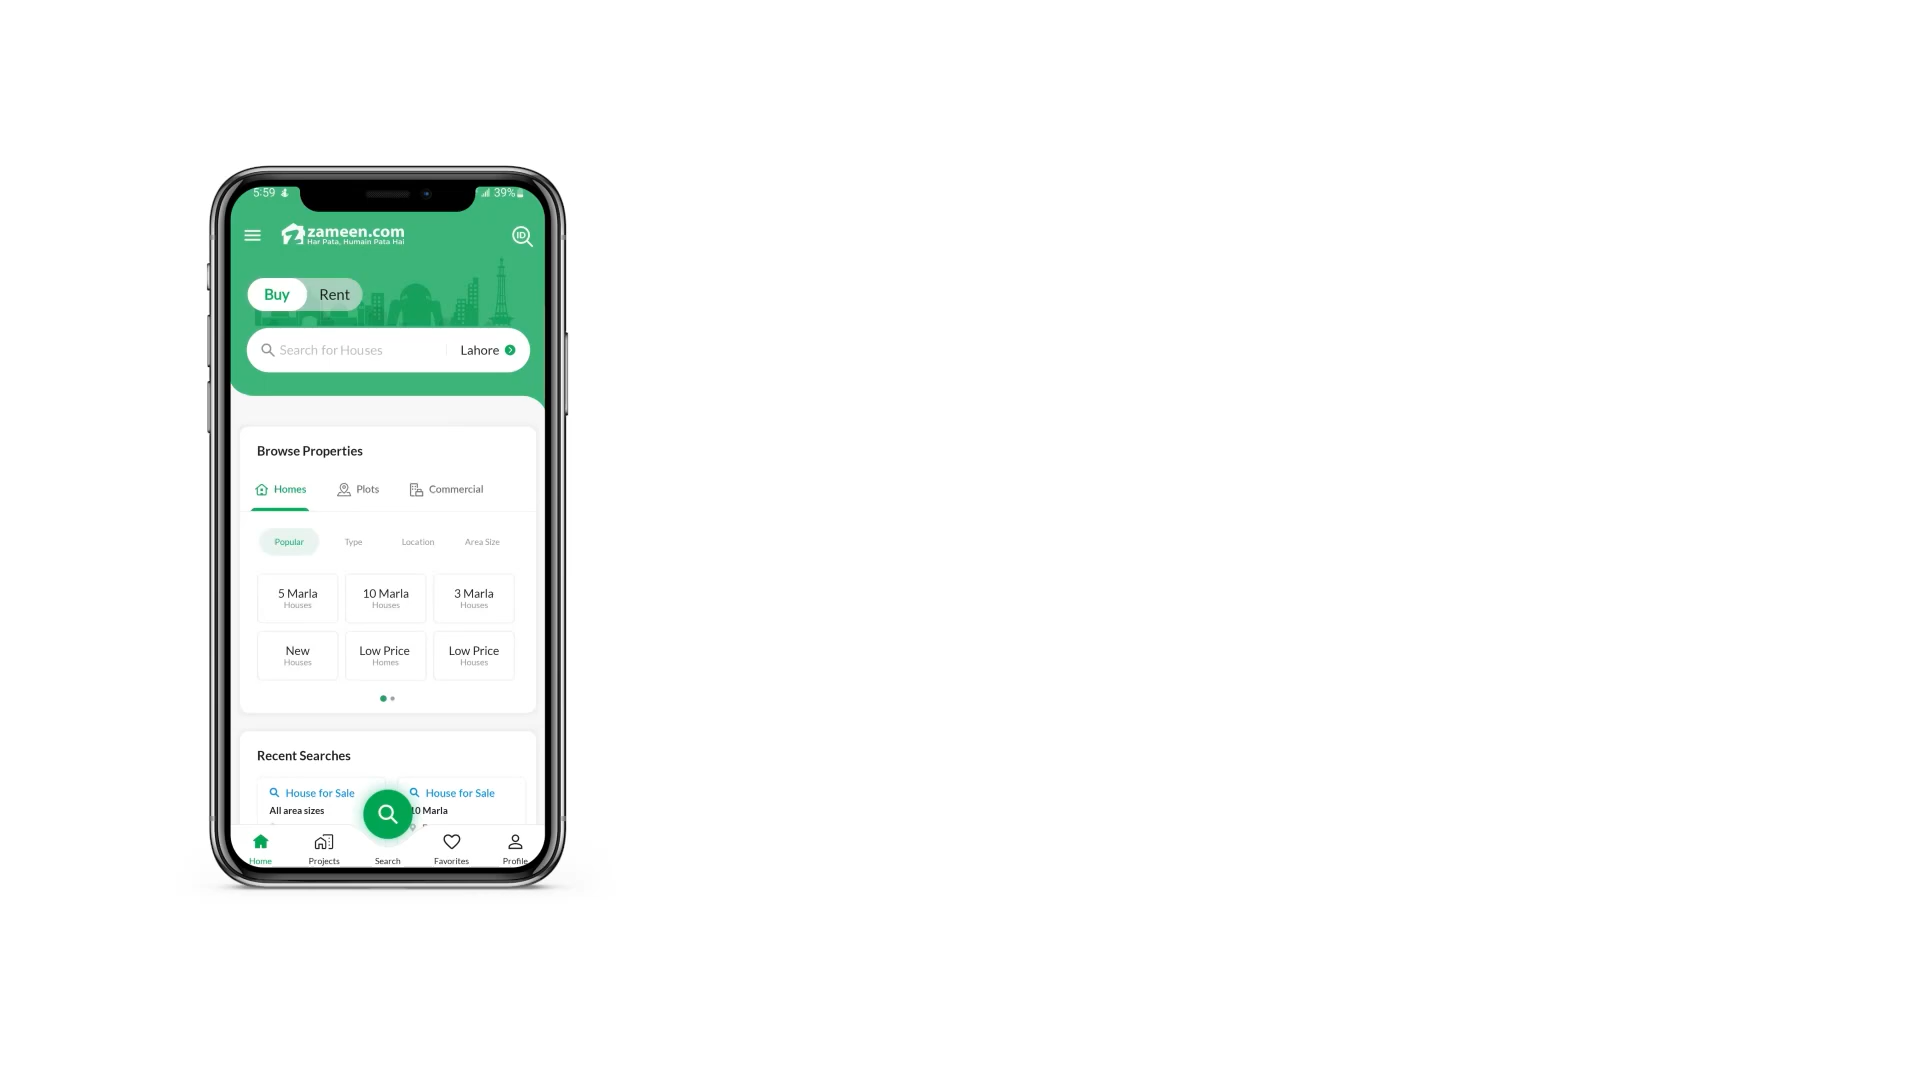 5:59
39%
zameen.com
Har Pata, Humain Pata Hai
ID
Buy Rent
Search for Houses Lahore
Browse Properties
Homes Plots Commercial
Popular Type Location Area Size
5 Marla 10 Marla 3 Marla
Houses Houses Houses
New Low Price Low Price
Houses Homes Houses
Recent Searches
House for Sale House for Sale
All area sizes 10 Marla
Home Projects Search Favorites Profile